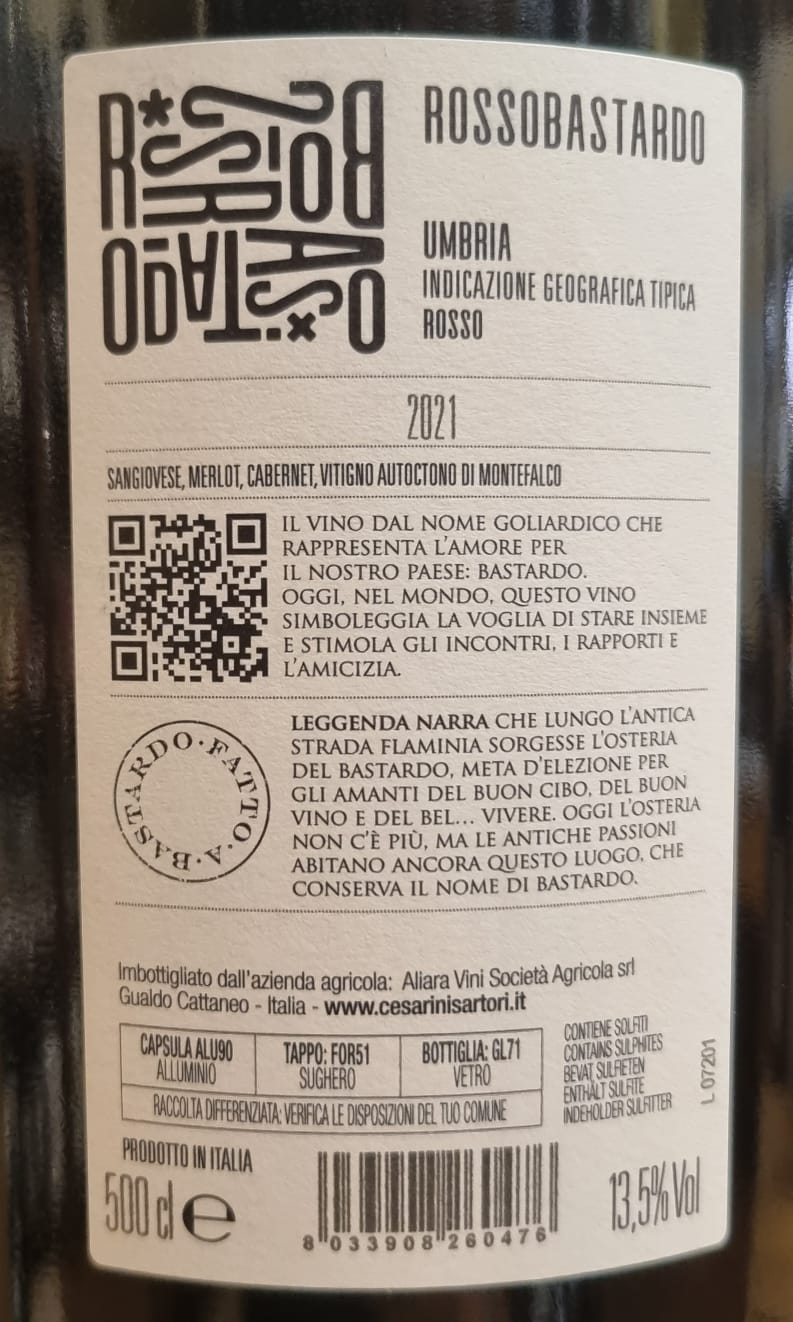 R*SSO BASTARDO
ROSSOBASTARDO
UMBRIA
INDICAZIONE GEOGRAFICA TIPICA
ROSSO
2021
SANGIOVESE, MERLOT, CABERNET, VITIGNO AUTOCTONO DI MONTEFALCO
IL VINO DAL NOME GOLIARDICO CHE
RAPPRESENTA L'AMORE PER
IL NOSTRO PAESE: BASTARDO.
OGGI, NEL MONDO, QUESTO VINO
SIMBOLEGGIA LA VOGLIA DI STARE INSIEME
E STIMOLA GLI INCONTRI, I RAPPORTI E
L'AMICIZIA.
FATTO·A·BASTARDO·
LEGGENDA NARRA CHE LUNGO L'ANTICA
STRADA FLAMINIA SORGESSE L'OSTERIA
DEL BASTARDO, META D'ELEZIONE PER
GLI AMANTI DEL BUON CIBO, DEL BUON
VINO E DEL BEL... VIVERE. OGGI L'OSTERIA
NON C'È PIÙ, MA LE ANTICHE PASSIONI
ABITANO ANCORA QUESTO LUOGO, CHE
CONSERVA IL NOME DI BASTARDO.
Imbottigliato dall'azienda agricola: Aliara Vini Società Agricola srl
Gualdo Cattaneo - Italia - www.cesarinisartori.it
CAPSULA ALU90
ALLUMINIO
TAPPO: FOR51
SUGHERO
BOTTIGLIA: GL71
VETRO
RACCOLTA DIFFERENZIATA: VERIFICA LE DISPOSIZIONI DEL TUO COMUNE
CONTIENE SOLFITI
CONTAINS SULPHITES
BEVAT SULFIETEN
ENTHÄLT SULFITE
INDEHOLDER SULFITTER
L 07201
PRODOTTO IN ITALIA
500 cl e
8 033908 260476
13,5% Vol